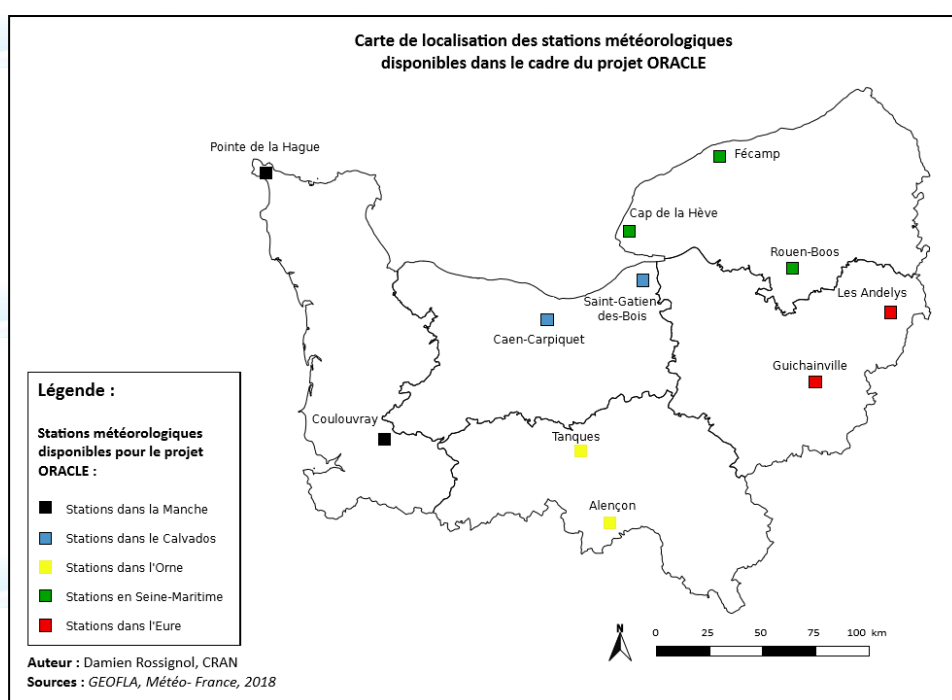 Carte de localisation des stations météorologiques
disponibles dans le cadre du projet ORACLE
Pointe de la Hague
Fécamp
Cap de la Hève
Rouen-Boos
Les Andelys
Saint-Gatien
des-Bois
Caen-Carpiquet
Guichainville
Coulouvray
Tanques
Alençon
Légende :
Stations météorologiques
disponibles pour le projet
ORACLE :
Stations dans la Manche
Stations dans le Calvados
Stations dans l'Orne
Stations en Seine-Maritime
Stations dans l'Eure
N
0 25 50 75 100 km
Auteur : Damien Rossignol, CRAN
Sources : GEOFLA, Météo- France, 2018